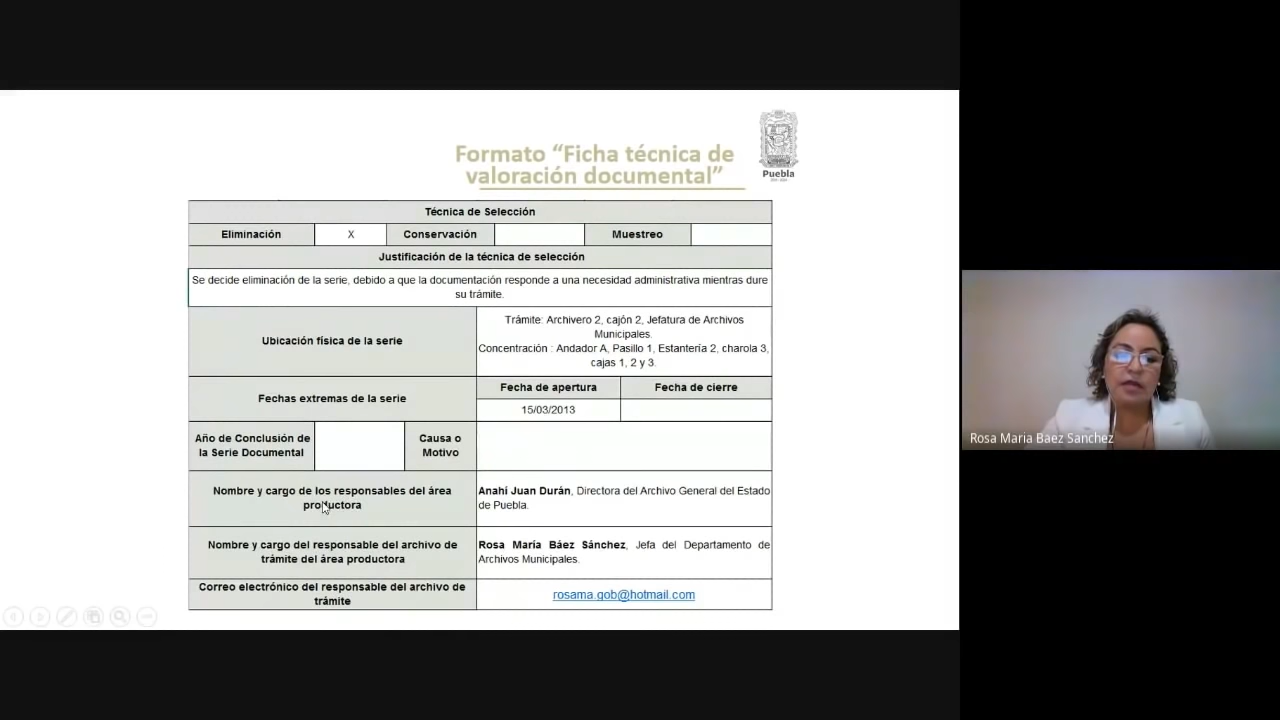 Formato “Ficha técnica de
valoración documental”
Puebla
Técnica de Selección
Eliminación X Conservación Muestreo
Justificación de la técnica de selección
Se decide eliminación de la serie, debido a que la documentación responde a una necesidad administrativa mientras dure
su trámite.
Ubicación física de la serie
Trámite: Archivero 2, cajón 2, Jefatura de Archivos
Municipales.
Concentración : Andador A, Pasillo 1, Estantería 2, charola 3,
cajas 1, 2 y 3.
Fechas extremas de la serie
Fecha de apertura Fecha de cierre
15/03/2013
Año de Conclusión de
la Serie Documental
Causa o
Motivo
Nombre y cargo de los responsables del área
productora
Anahí Juan Durán, Directora del Archivo General del Estado
de Puebla.
Nombre y cargo del responsable del archivo de
trámite del área productora
Rosa María Báez Sánchez, Jefa del Departamento de
Archivos Municipales.
Correo electrónico del responsable del archivo de
trámite
rosama.gob@hotmail.com
Rosa Maria Baez Sanchez